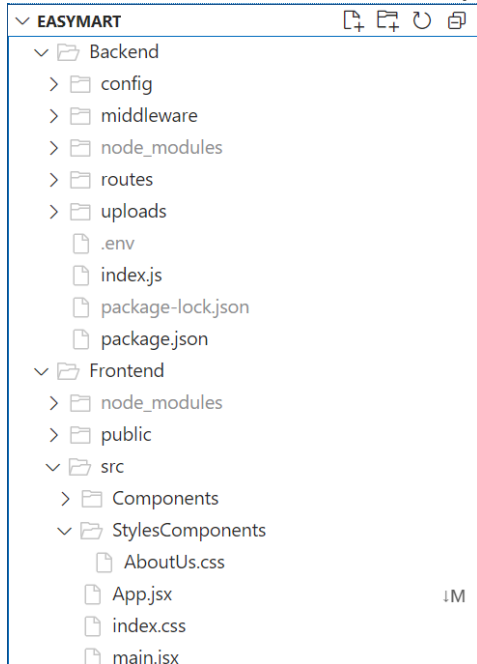 EASYMART
Backend
config
middleware
node_modules
routes
uploads
.env
index.js
package-lock.json
package.json
Frontend
node_modules
public
src
Components
StylesComponents
AboutUs.css
App.jsx ↓M
index.css
main.jsx